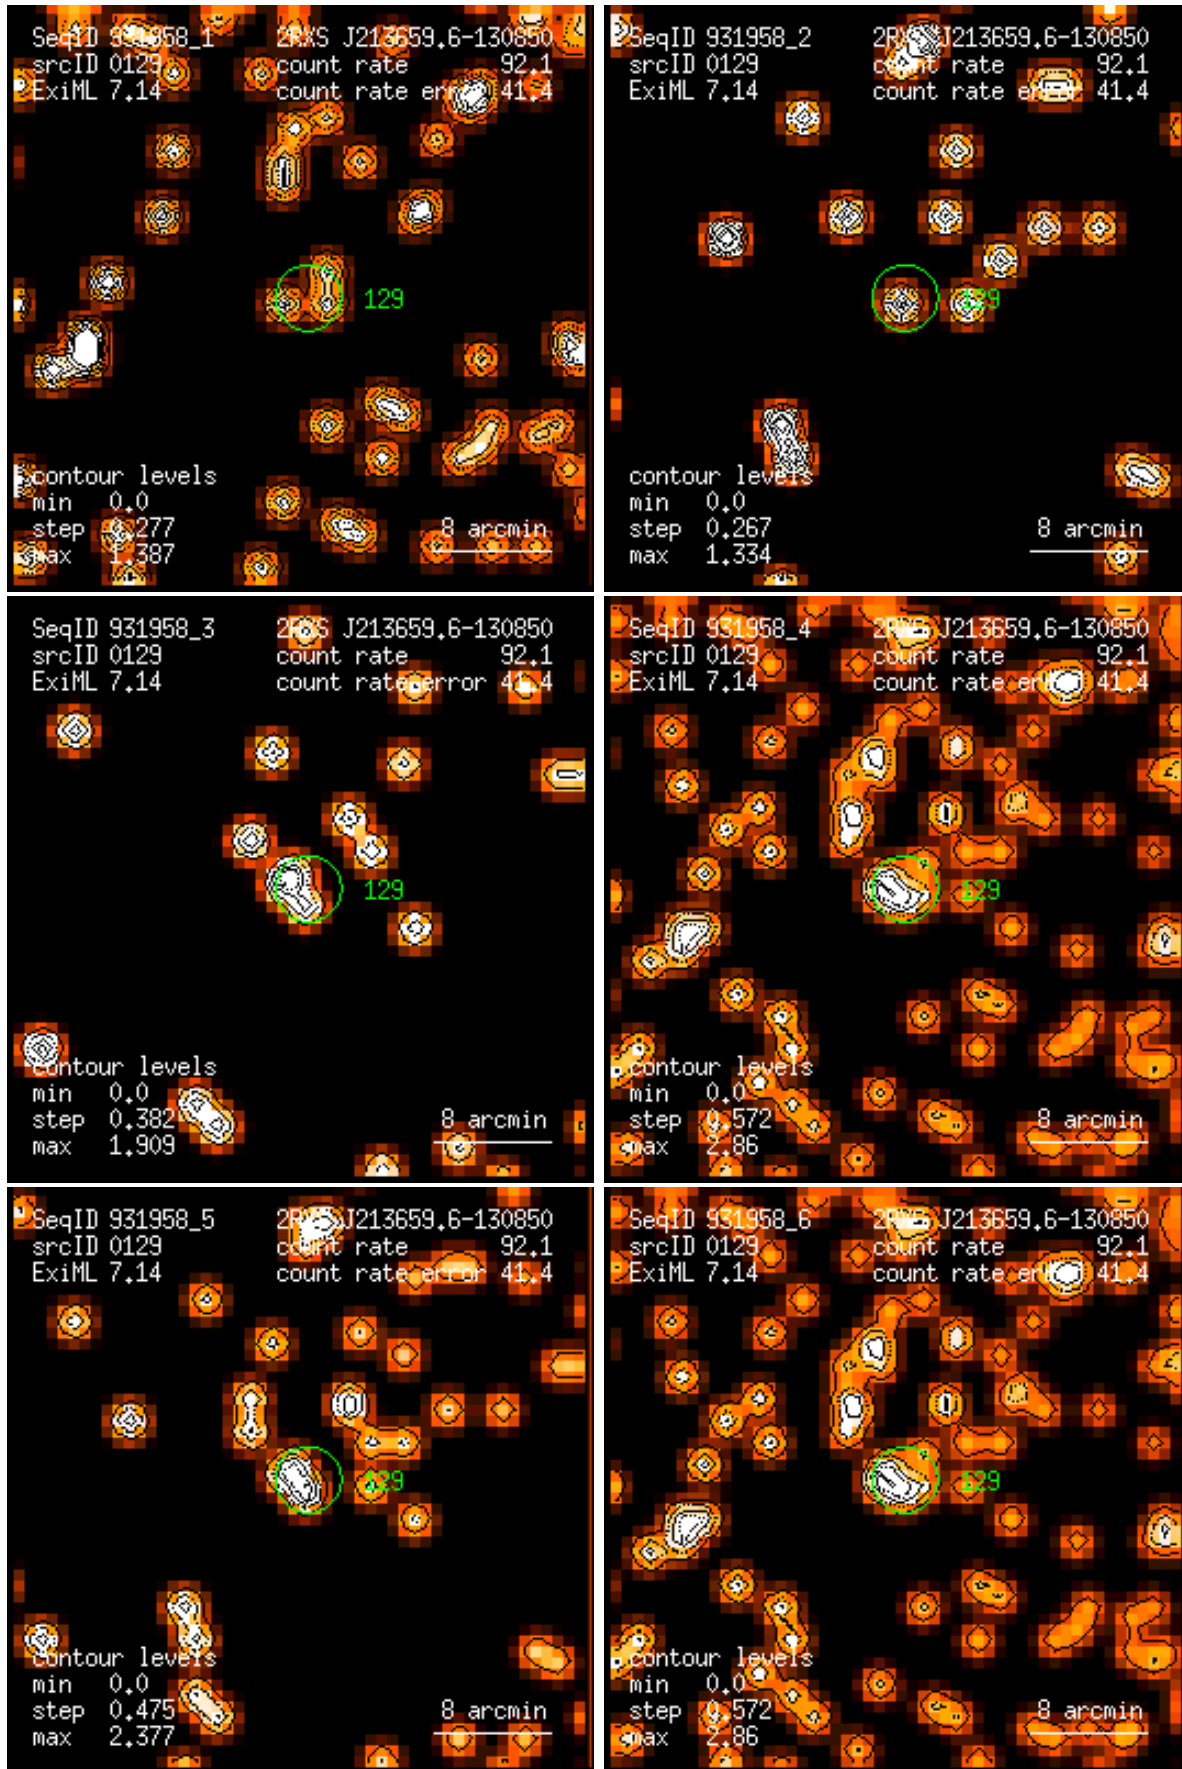 SeqID 931958_1 2RXS J213659.6-130850
srcID 0129 count rate 92.1
ExiML 7.14 count rate error 41.4
129
contour levels
min 0.0
step 0.277 8 arcmin
max 1.387
SeqID 931958_2 2RXS J213659.6-130850
srcID 0129 count rate 92.1
ExiML 7.14 count rate error 41.4
129
contour levels
min 0.0
step 0.267 8 arcmin
max 1.334
SeqID 931958_3 2RXS J213659.6-130850
srcID 0129 count rate 92.1
ExiML 7.14 count rate error 41.4
129
contour levels
min 0.0
step 0.382 8 arcmin
max 1.909
SeqID 931958_4 2RXS J213659.6-130850
srcID 0129 count rate 92.1
ExiML 7.14 count rate error 41.4
129
contour levels
min 0.0
step 0.572 8 arcmin
max 2.86
SeqID 931958_5 2RXS J213659.6-130850
srcID 0129 count rate 92.1
ExiML 7.14 count rate error 41.4
129
contour levels
min 0.0
step 0.475 8 arcmin
max 2.377
SeqID 931958_6 2RXS J213659.6-130850
srcID 0129 count rate 92.1
ExiML 7.14 count rate error 41.4
129
contour levels
min 0.0
step 0.572 8 arcmin
max 2.86